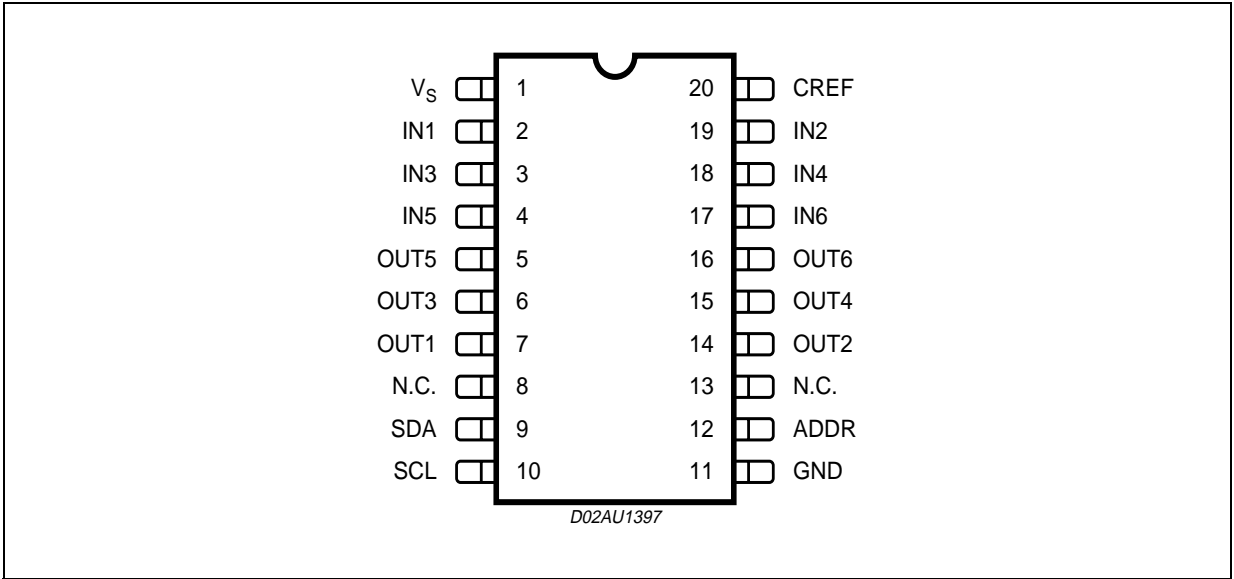 V_S 1 20 CREF
IN1 2 19 IN2
IN3 3 18 IN4
IN5 4 17 IN6
OUT5 5 16 OUT6
OUT3 6 15 OUT4
OUT1 7 14 OUT2
N.C. 8 13 N.C.
SDA 9 12 ADDR
SCL 10 11 GND
D02AU1397